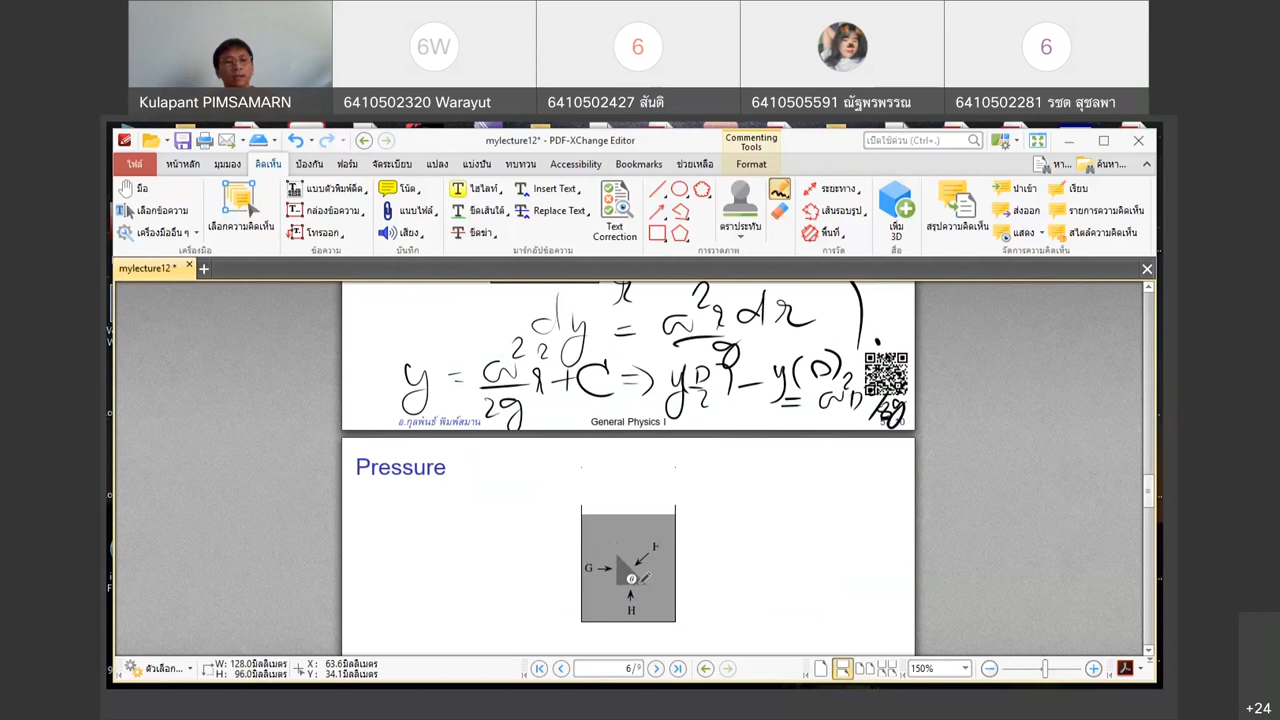 6W
6
6
Kulapant PIMSAMARN
6410502320 Warayut
6410502427 สันติ
6410505591 ณัฐพรพรรณ
6410502281 รชต สุชลพา
mylecture12* - PDF-XChange Editor
Commenting Tools
เปิดใช้ด่วน (Ctrl+.)
ไฟล์ หน้าหลัก มุมมอง คิดเห็น ป้องกัน ฟอร์ม จัดระเบียบ แปลง แบ่งปัน ทบทวน Accessibility Bookmarks ช่วยเหลือ Format
หา...
ค้นหา...
มือ
เลือกข้อความ
เครื่องมืออื่น ๆ
เลือกความคิดเห็น
เครื่องมือ
แบบตัวพิมพ์ดีด
กล่องข้อความ
โทรออก
ข้อความ
โน้ต
แนบไฟล์
เสียง
บันทึก
ไฮไลท์
ขีดเส้นใต้
ขีดฆ่า
Insert Text
Replace Text
Text Correction
มาร์กอัปข้อความ
ตราประทับ
การวาดภาพ
ระยะทาง
เส้นรอบรูป
พื้นที่
การวัด
เพิ่ม 3D
สื่อ
สรุปความคิดเห็น
นำเข้า
ส่งออก
แสดง
เรียบ
รายการความคิดเห็น
สไตล์ความคิดเห็น
จัดการความคิดเห็น
mylecture12 *
dy = ω² r dr
g
y = ω² r² + C ⇒
2g
อ.กุลพันธ์ พิมพ์สมาน
General Physics I
Pressure
F
G
θ
H
ตัวเลือก...
W: 128.0มิลลิเมตร
H: 96.0มิลลิเมตร
X: 63.6มิลลิเมตร
Y: 34.1มิลลิเมตร
6/9
150%
+24